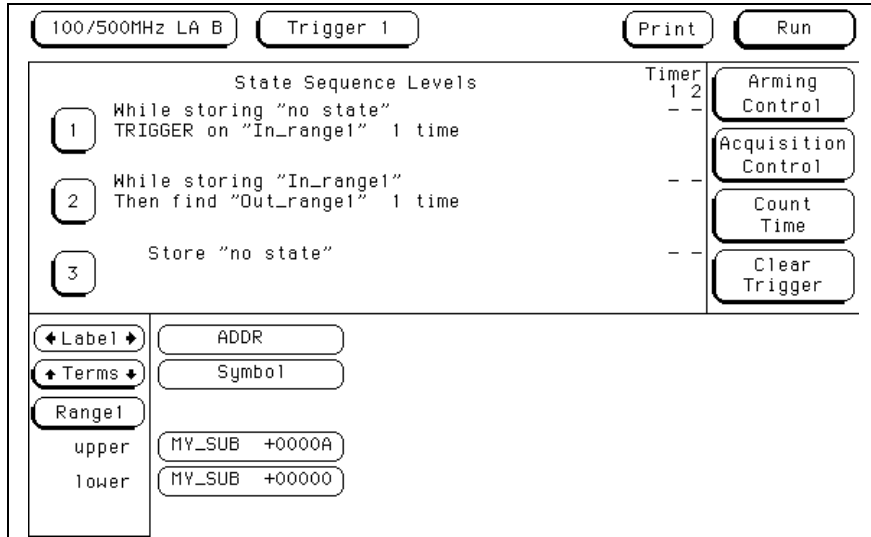 100/500MHz LA B   Trigger 1   Print   Run
State Sequence Levels
Timer
1 2
While storing "no state"   - -
1   TRIGGER on "In_range1"  1 time
While storing "In_range1"   - -
2   Then find "Out_range1"  1 time
Store "no state"   - -
3
Arming
Control
Acquisition
Control
Count
Time
Clear
Trigger
Label   ADDR
Terms   Symbol
Range1
upper   MY_SUB  +0000A
lower   MY_SUB  +00000